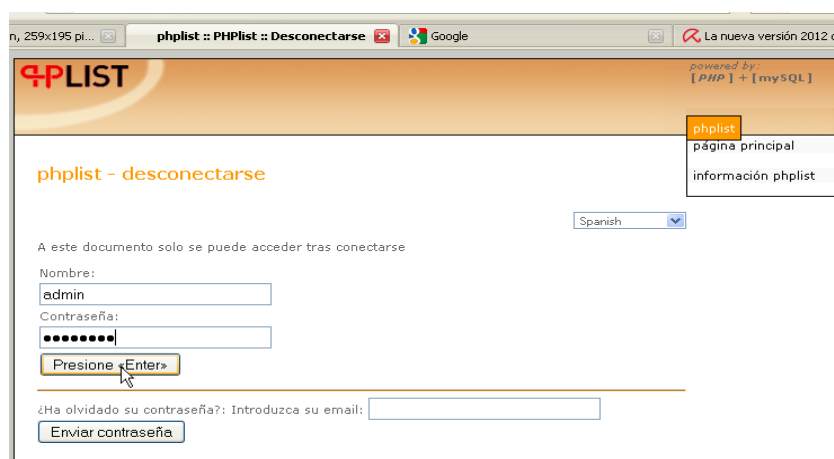 n, 259x195 pi...
phplist :: PHPlist :: Desconectarse
Google
La nueva versión 2012
PLIST
powered by:
[PHP] + [mySQL]
phplist
página principal
información phplist
phplist - desconectarse
Spanish
A este documento solo se puede acceder tras conectarse
Nombre:
admin
Contraseña:
••••••••
Presione «Enter»
¿Ha olvidado su contraseña?: Introduzca su email:
Enviar contraseña